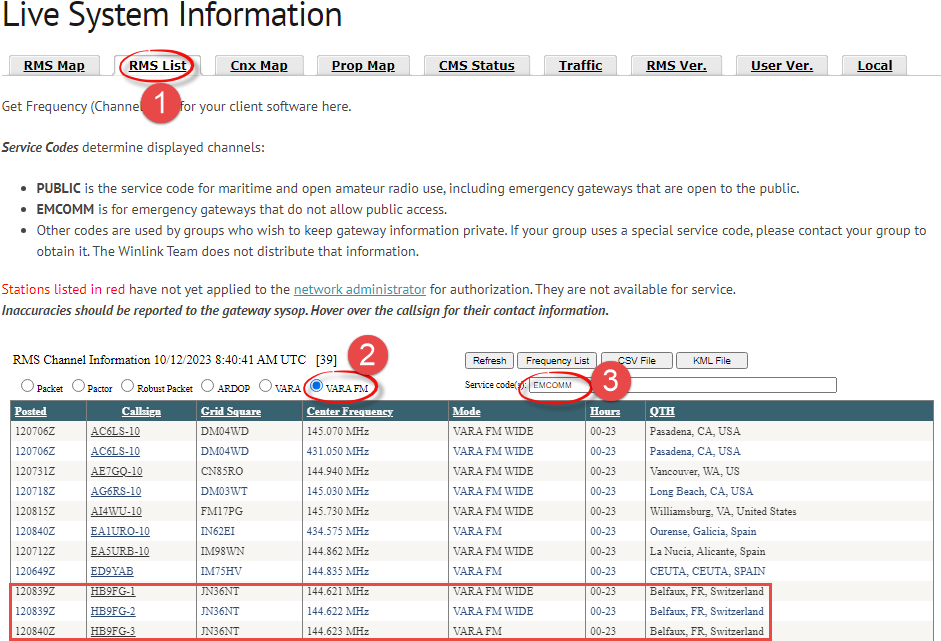 Live System Information
RMS Map RMS List Cnx Map Prop Map CMS Status Traffic RMS Ver. User Ver. Local
1
Get Frequency (Channel for your client software here.
Service Codes determine displayed channels:
PUBLIC is the service code for maritime and open amateur radio use, including emergency gateways that are open to the public.
EMCOMM is for emergency gateways that do not allow public access.
Other codes are used by groups who wish to keep gateway information private. If your group uses a special service code, please contact your group to
obtain it. The Winlink Team does not distribute that information.
Stations listed in red have not yet applied to the network administrator for authorization. They are not available for service.
Inaccuracies should be reported to the gateway sysop. Hover over the callsign for their contact information.
RMS Channel Information 10/12/2023 8:40:41 AM UTC [39] 2 Refresh Frequency List CSV File KML File
Packet Pactor Robust Packet ARDOP VARA VARA FM Service code(s): EMCOMM 3
Posted Callsign Grid Square Center Frequency Mode Hours QTH
120706Z AC6LS-10 DM04WD 145.070 MHz VARA FM WIDE 00-23 Pasadena, CA, USA
120706Z AC6LS-10 DM04WD 431.050 MHz VARA FM WIDE 00-23 Pasadena, CA, USA
120731Z AE7GQ-10 CN85RO 144.940 MHz VARA FM WIDE 00-23 Vancouver, WA, US
120718Z AG6RS-10 DM03WT 145.030 MHz VARA FM WIDE 00-23 Long Beach, CA, USA
120815Z AI4WU-10 FM17PG 145.730 MHz VARA FM WIDE 00-23 Williamsburg, VA, United States
120840Z EA1URO-10 IN62EI 434.575 MHz VARA FM 00-23 Ourense, Galicia, Spain
120712Z EA5URB-10 IM98WN 144.862 MHz VARA FM WIDE 00-23 La Nucia, Alicante, Spain
120649Z ED9YAB IM75HV 144.835 MHz VARA FM 00-23 CEUTA, CEUTA, SPAIN
120839Z HB9FG-1 JN36NT 144.621 MHz VARA FM WIDE 00-23 Belfaux, FR, Switzerland
120839Z HB9FG-2 JN36NT 144.622 MHz VARA FM WIDE 00-23 Belfaux, FR, Switzerland
120840Z HB9FG-3 JN36NT 144.623 MHz VARA FM 00-23 Belfaux, FR, Switzerland